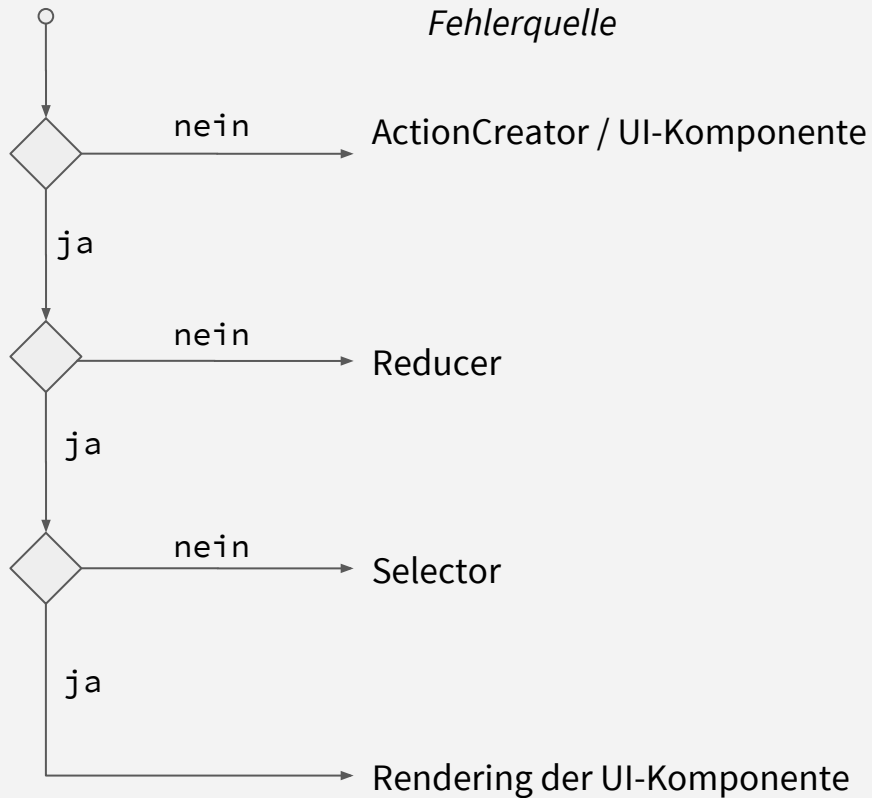 Fehlerquelle
nein
ActionCreator / UI-Komponente
ja
nein
Reducer
ja
nein
Selector
ja
Rendering der UI-Komponente